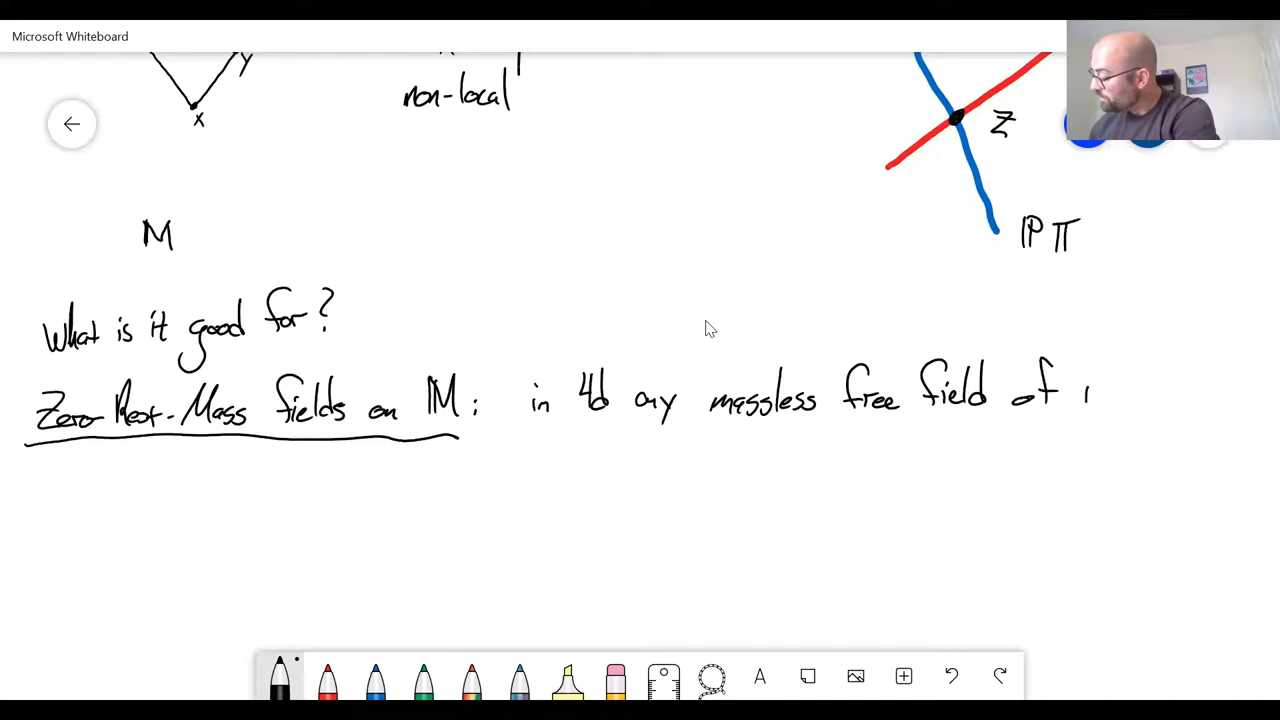 Microsoft Whiteboard
y
x
non-local
Z
M
PT
What is it good for?
Zero-Rest-Mass fields on M: in 4d any massless free field of
A